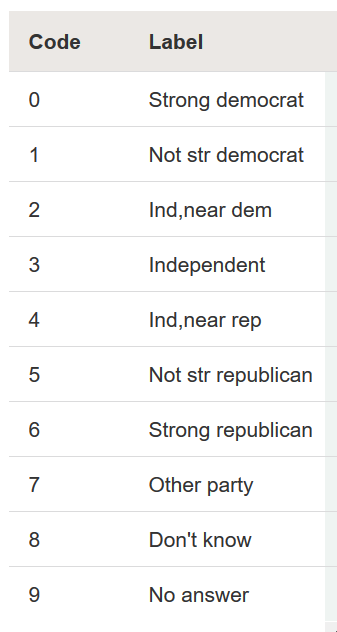 Code Label
0 Strong democrat
1 Not str democrat
2 Ind,near dem
3 Independent
4 Ind,near rep
5 Not str republican
6 Strong republican
7 Other party
8 Don't know
9 No answer